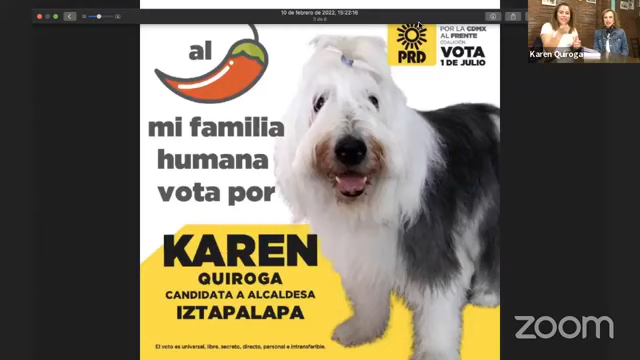 10 de febrero de 2022, 15:22:16
al
mi familia
humana
vota por
KAREN
QUIROGA
CANDIDATA A ALCALDESA
IZTAPALAPA
El voto es universal, libre, secreto, directo, personal e intransferible.
PRD
POR LA CDMX
AL FRENTE
COALICIÓN
VOTA
1 DE JULIO
Karen Quiroga
zoom